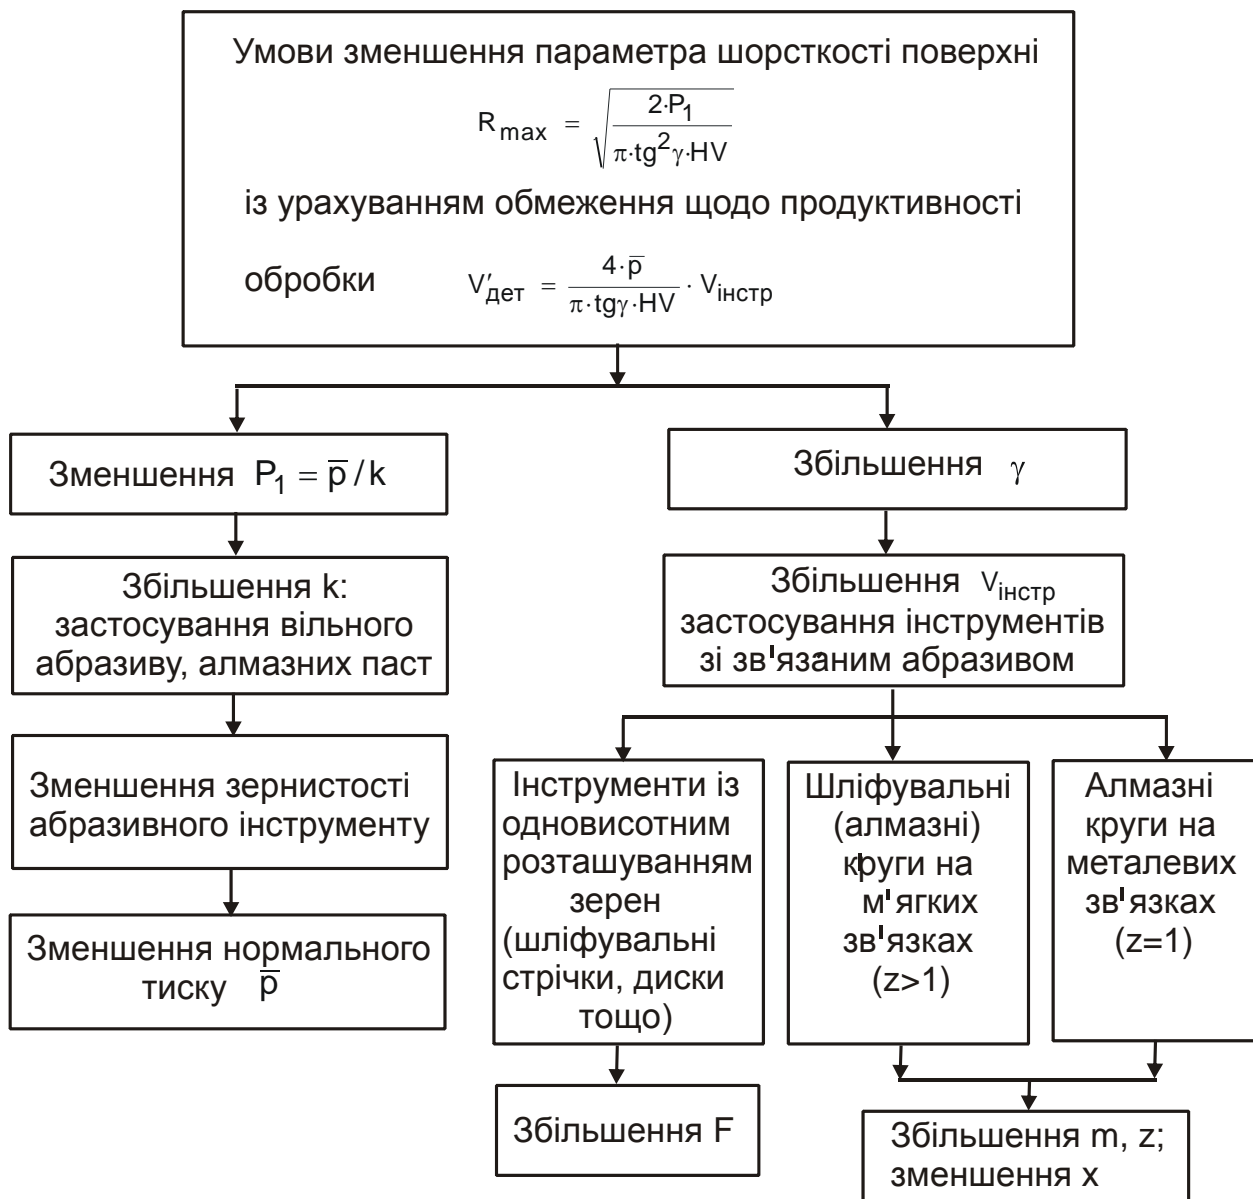 Умови зменшення параметра шорсткості поверхні
R max = √(2·P₁ / π·tg²γ·HV)
із урахуванням обмеження щодо продуктивності
обробки V′дет = 4·p̅ / π·tgγ·HV · Vінстр
Зменшення P₁ = p̅ / k
Збільшення k:
застосування вільного
абразиву, алмазних паст
Зменшення зернистості
абразивного інструменту
Зменшення нормального
тиску p̅
Збільшення γ
Збільшення Vінстр
застосування інструментів
зі зв'язаним абразивом
Інструменти із
одновисотним
розташуванням
зерен
(шліфувальні
стрічки, диски
тощо)
Збільшення F
Шліфувальні
(алмазні)
круги на
м'ягких
зв'язках
(z>1)
Алмазні
круги на
металевих
зв'язках
(z=1)
Збільшення m, z;
зменшення x